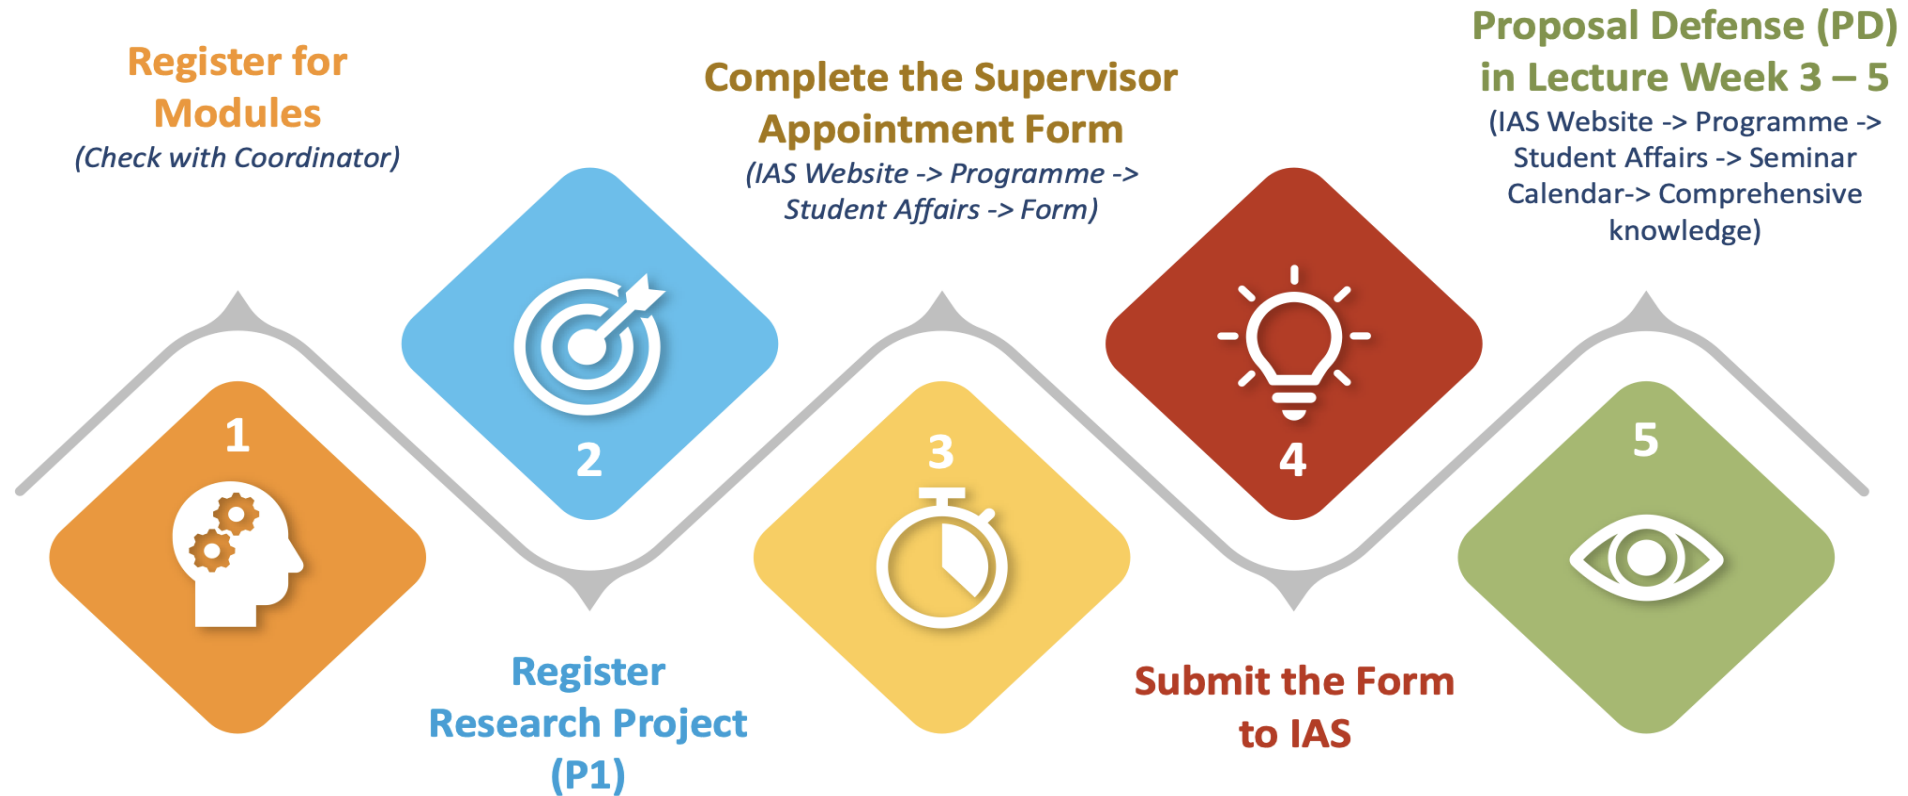 Register for
Modules
(Check with Coordinator)
1
2
Register
Research Project
(P1)
Complete the Supervisor
Appointment Form
(IAS Website -> Programme ->
Student Affairs -> Form)
3
4
Submit the Form
to IAS
Proposal Defense (PD)
in Lecture Week 3 – 5
(IAS Website -> Programme ->
Student Affairs -> Seminar
Calendar-> Comprehensive
knowledge)
5